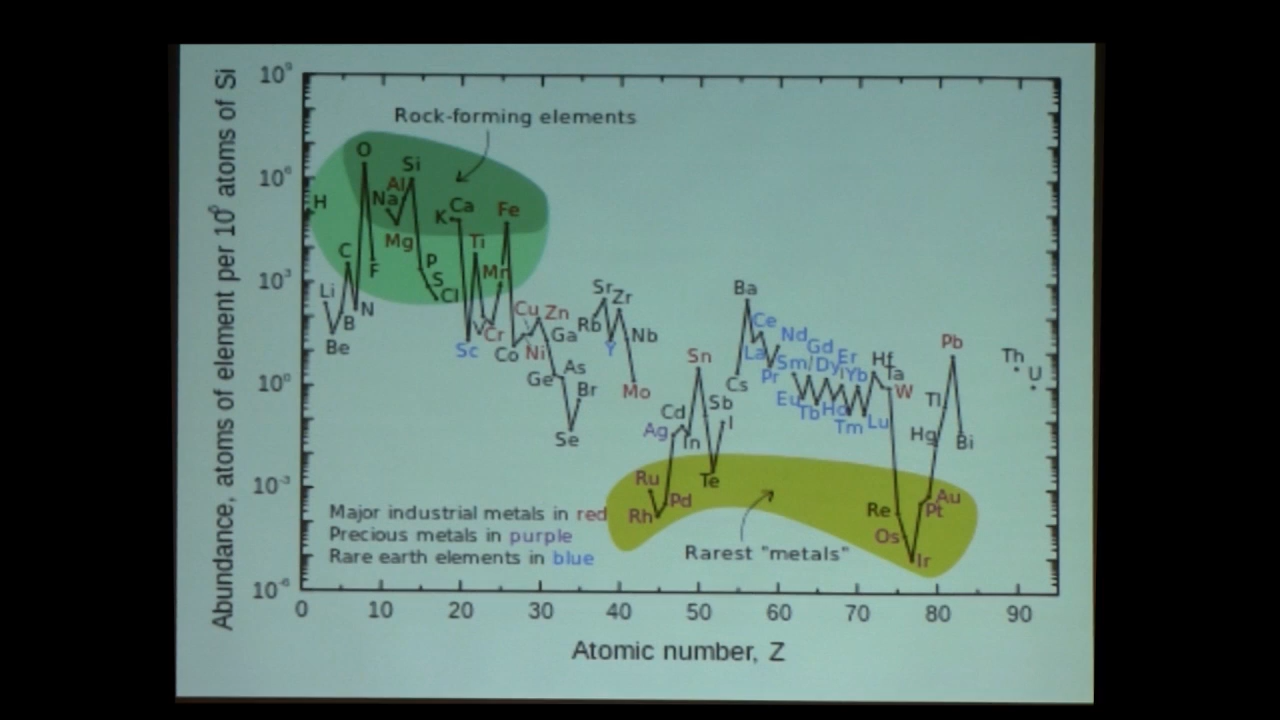 Abundance, atoms of element per 10⁶ atoms of Si
10⁹
10⁶
10³
10⁰
10⁻³
10⁻⁶
Rock-forming elements
O
Si
Al
Na
H
Ca
K
Fe
Mg
Ti
C
P
F
Mn
S
Cl
Li
N
B
Be
Sc
Cr
Cu
Zn
Co
Ni
Ga
Ge
As
Br
Se
Rb
Sr
Zr
Y
Nb
Mo
Ba
Ce
La
Nd
Pr
Sm/Dy
Gd
Er
Yb
Eu
Tb
Ho
Tm
Lu
Hf
Ta
W
Sn
Cs
Cd
Ag
In
Sb
I
Te
Pb
Tl
Hg
Bi
Th
U
Ru
Rh
Pd
Re
Os
Ir
Pt
Au
Rarest "metals"
Major industrial metals in red
Precious metals in purple
Rare earth elements in blue
0 10 20 30 40 50 60 70 80 90
Atomic number, Z